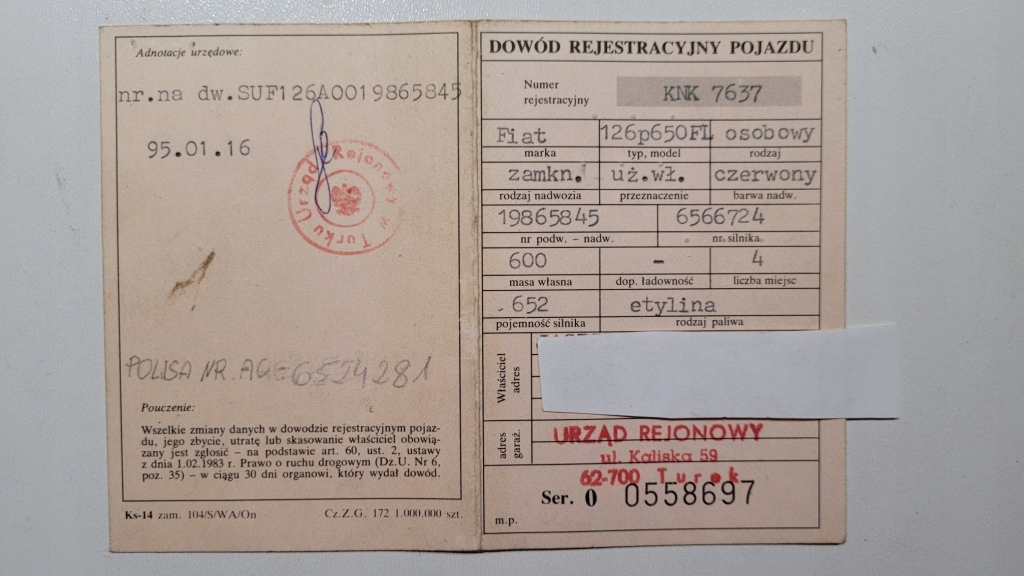 Adnotacje urzędowe:
nr.na dw.SUF126A0019865845
95.01.16
Urząd Rejonowy w Turku
POLISA NR. AGE 6524281
Pouczenie:
Wszelkie zmiany danych w dowodzie rejestracyjnym pojaz-
du, jego zbycie, utratę lub skasowanie właściciel obowią-
zany jest zgłosić – na podstawie art. 60, ust. 2, ustawy
z dnia 1.02.1983 r. Prawo o ruchu drogowym (Dz.U. Nr 6,
poz. 35) – w ciągu 30 dni organowi, który wydał dowód.
Ks-14 zam. 104/S/WA/On Cz.Z.G. 172 1.000.000 szt.
DOWÓD REJESTRACYJNY POJAZDU
Numer
rejestracyjny KNK 7637
Fiat 126p650FL osobowy
marka typ, model rodzaj
zamkn. uż.wł. czerwony
rodzaj nadwozia przeznaczenie barwa nadw.
19865845 6566724
nr podw. – nadw. nr silnika
600 – 4
masa własna dop. ładowność liczba miejsc
652 etylina
pojemność silnika rodzaj paliwa
Właściciel
adres
adres
garaż.
URZĄD REJONOWY
ul. Kaliska 59
62-700 Turek
Ser. 0 0558697
m.p.